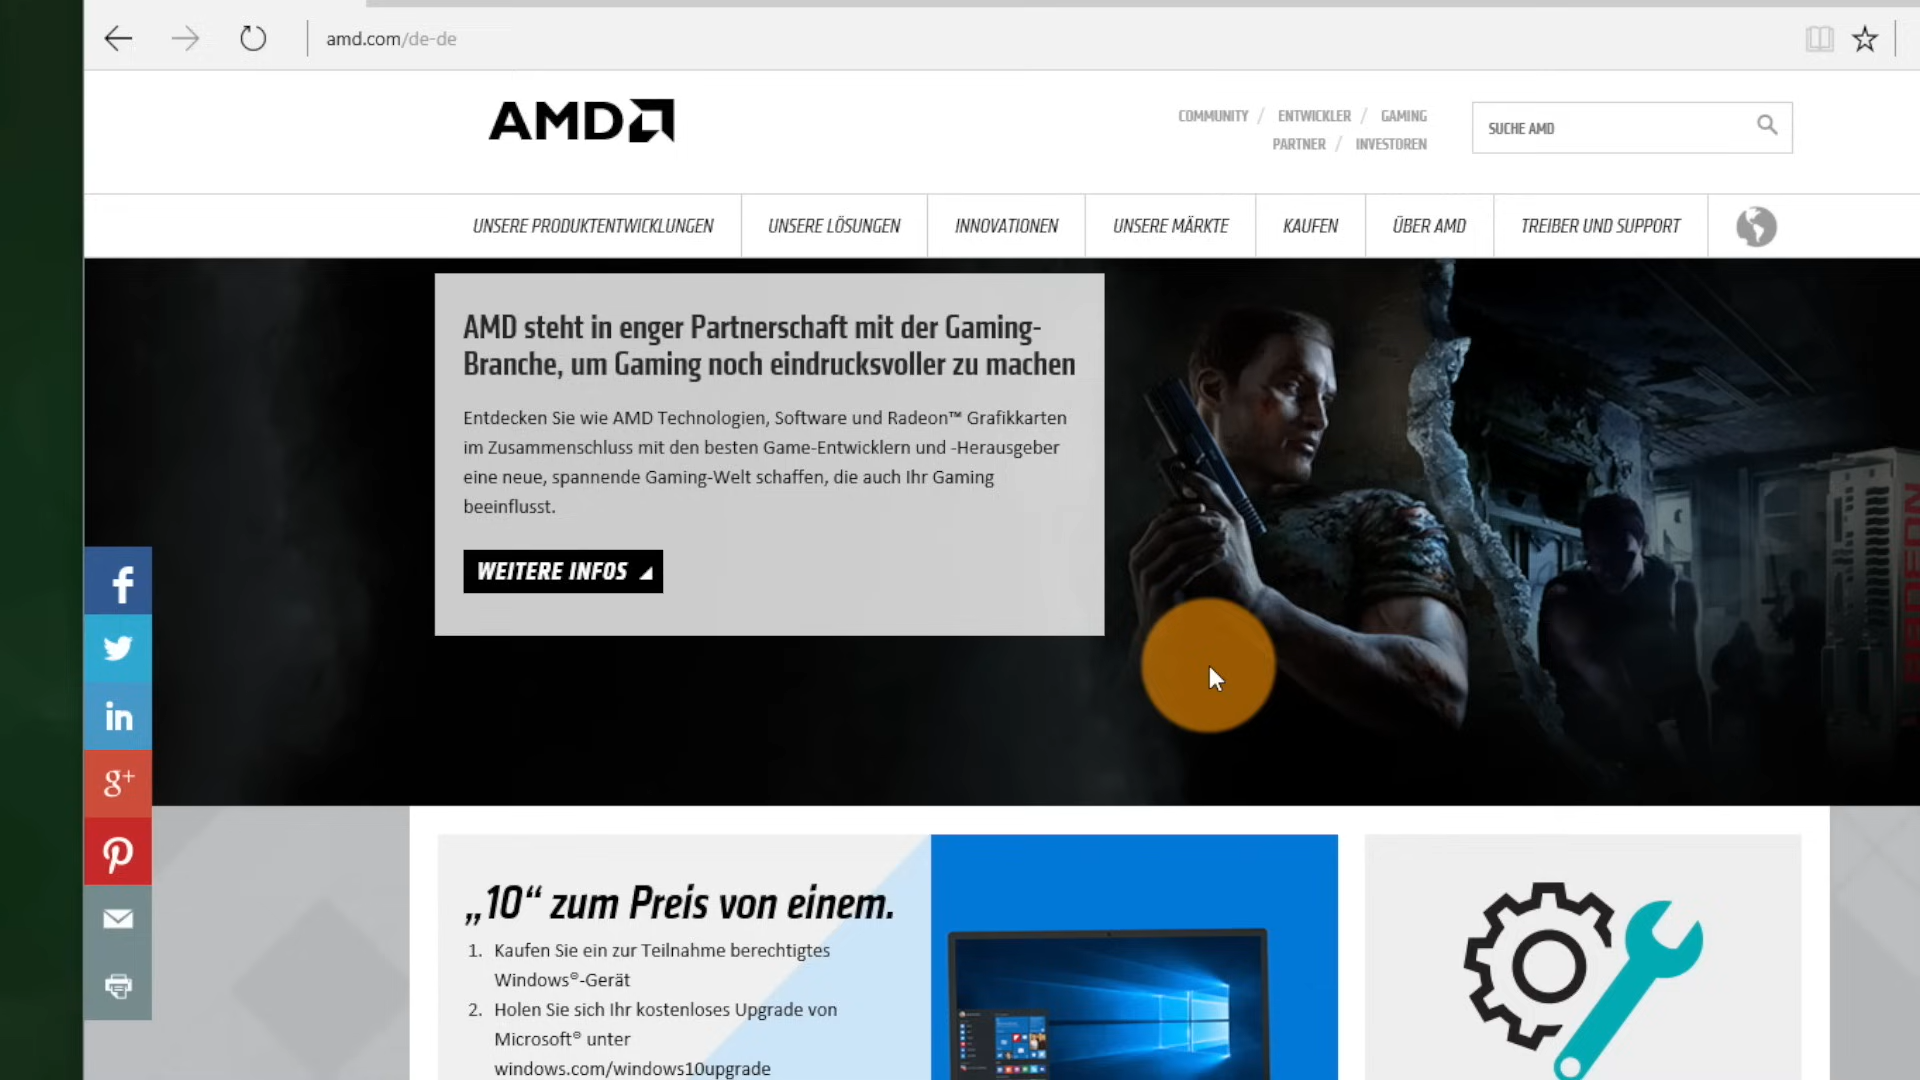 amd.com/de-de
AMD
COMMUNITY / ENTWICKLER / GAMING
PARTNER / INVESTOREN
SUCHE AMD
UNSERE PRODUKTENTWICKLUNGEN
UNSERE LÖSUNGEN
INNOVATIONEN
UNSERE MÄRKTE
KAUFEN
ÜBER AMD
TREIBER UND SUPPORT
AMD steht in enger Partnerschaft mit der Gaming-
Branche, um Gaming noch eindrucksvoller zu machen
Entdecken Sie wie AMD Technologien, Software und Radeon™ Grafikkarten
im Zusammenschluss mit den besten Game-Entwicklern und -Herausgeber
eine neue, spannende Gaming-Welt schaffen, die auch Ihr Gaming
beeinflusst.
WEITERE INFOS
RADEON
f
in
g+
„10“ zum Preis von einem.
1. Kaufen Sie ein zur Teilnahme berechtigtes
Windows®-Gerät
2. Holen Sie sich Ihr kostenloses Upgrade von
Microsoft® unter
windows.com/windows10upgrade